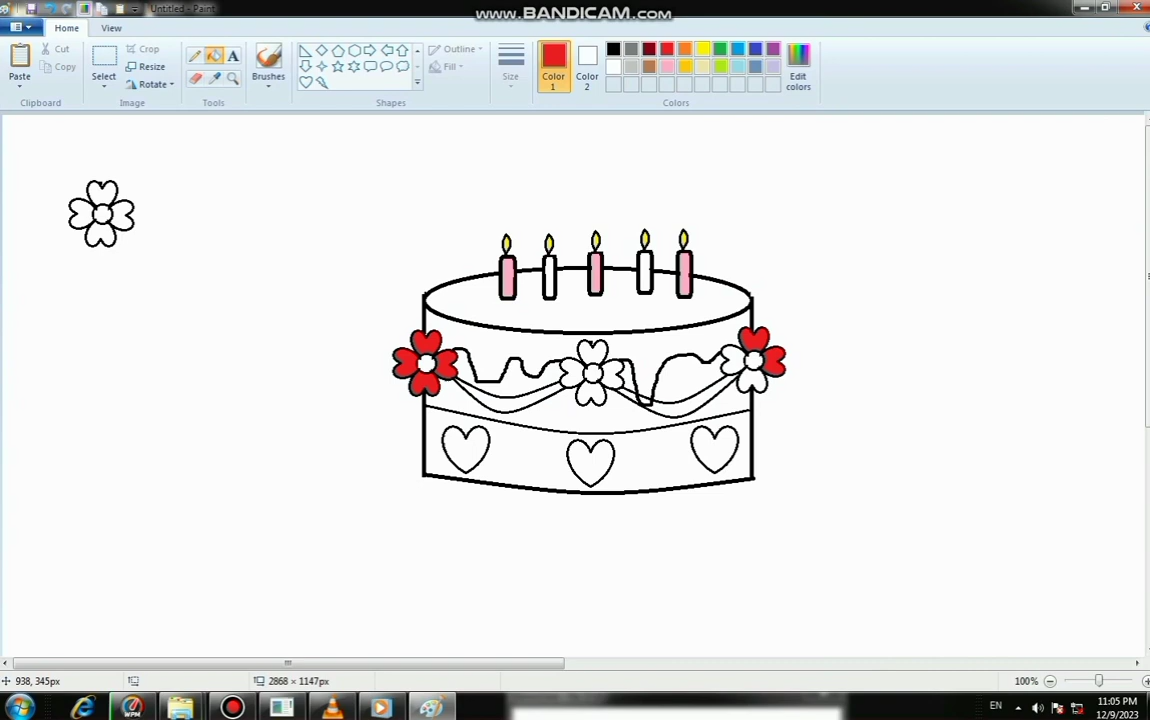 Untitled - Paint
www.BANDICAM.com
Home
View
Paste
Cut
Copy
Clipboard
Select
Crop
Resize
Rotate
Image
Tools
Brushes
Shapes
Outline
Fill
Size
Color
1
Color
2
Edit
colors
Colors
938, 345px
2868 × 1147px
100%
WPM
EN
11:05 PM
12/9/2023